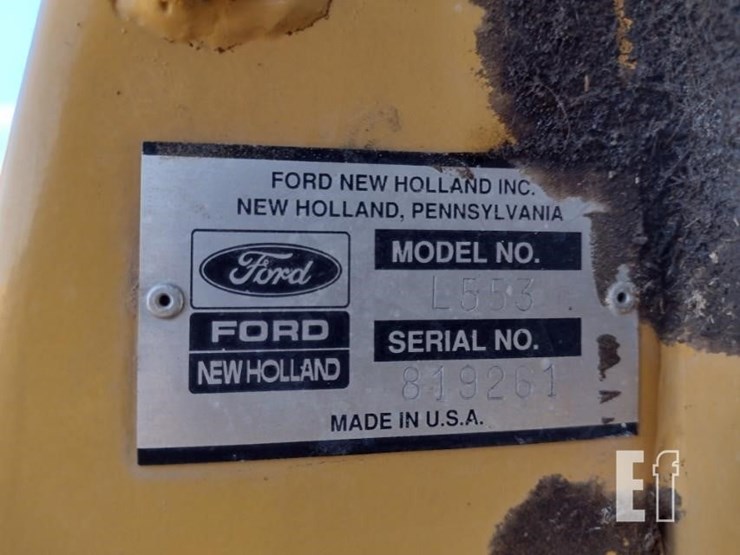 FORD NEW HOLLAND INC.
NEW HOLLAND, PENNSYLVANIA
Ford
FORD
NEW HOLLAND
MODEL NO.
L553
SERIAL NO.
819261
MADE IN U.S.A.
Ef